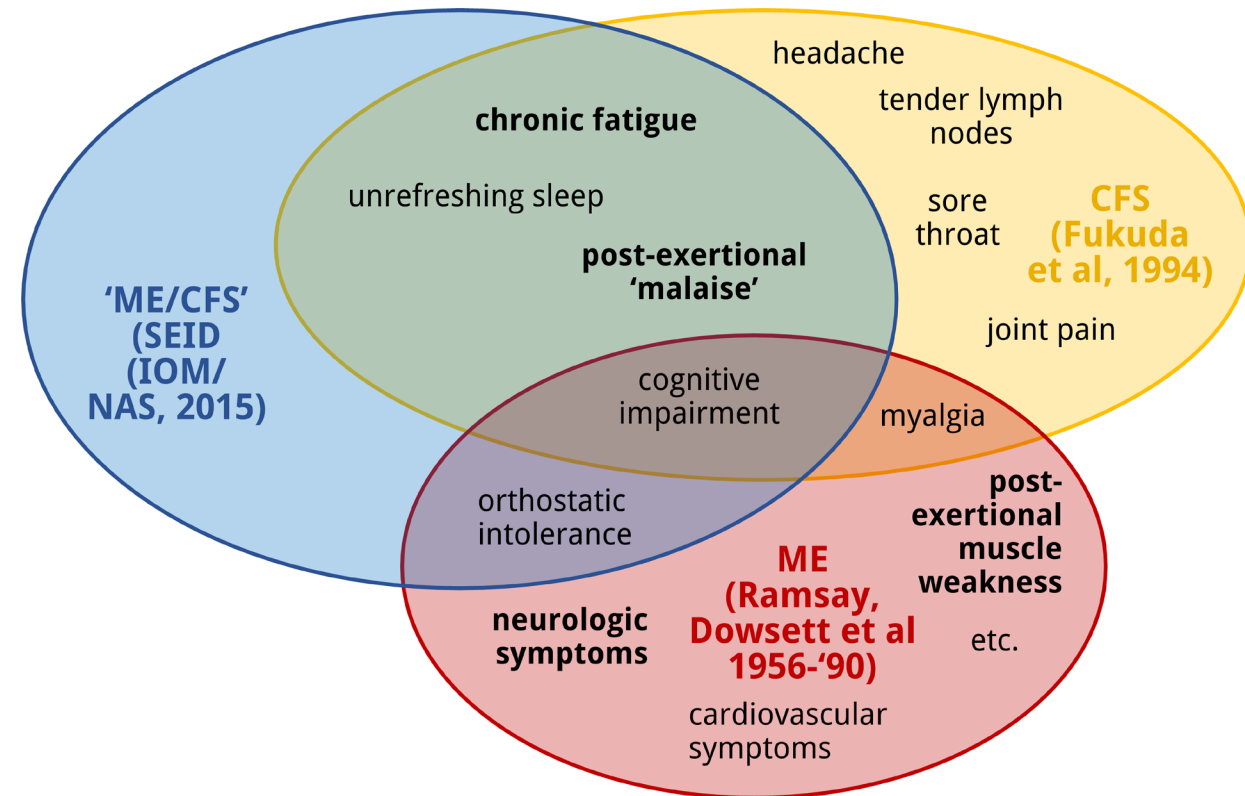 headache
tender lymph
nodes
chronic fatigue
unrefreshing sleep
sore
throat
CFS
(Fukuda
et al, 1994)
post-exertional
‘malaise’
‘ME/CFS’
(SEID
(IOM/
NAS, 2015)
joint pain
cognitive
impairment
myalgia
orthostatic
intolerance
post-
exertional
muscle
weakness
ME
(Ramsay,
Dowsett et al
1956-‘90)
neurologic
symptoms
etc.
cardiovascular
symptoms